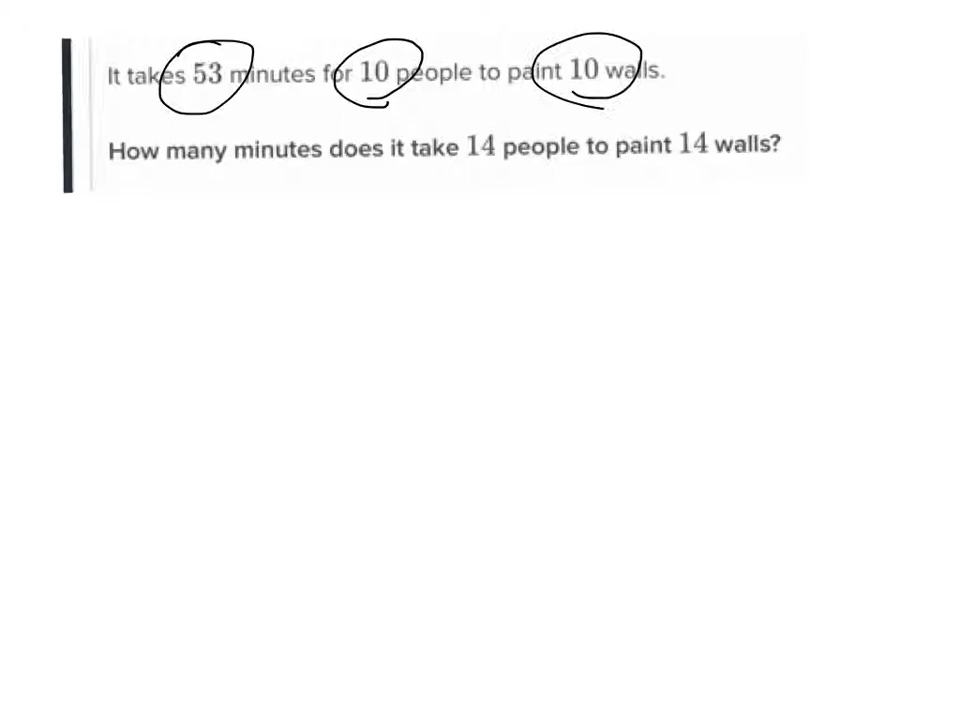 It takes 53 minutes for 10 people to paint 10 walls.
How many minutes does it take 14 people to paint 14 walls?